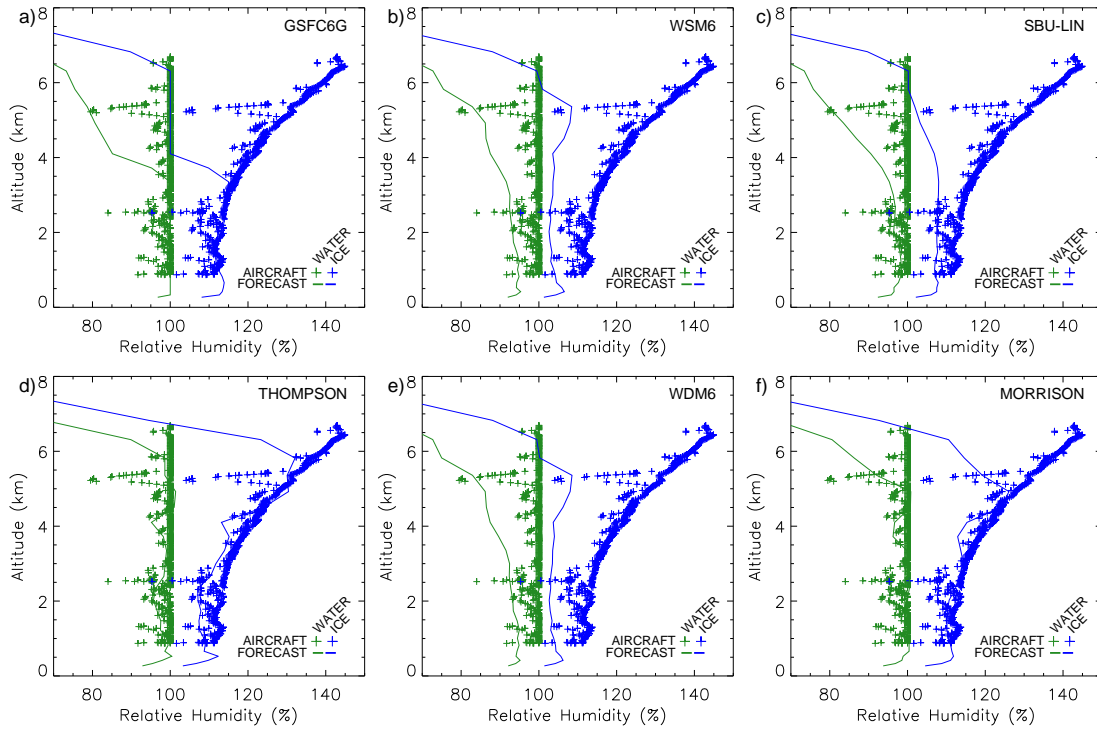 a) GSFC6G
8
6
4
2
0
Altitude (km)
WATER
ICE
AIRCRAFT
FORECAST
80 100 120 140
Relative Humidity (%)
b) WSM6
8
6
4
2
0
Altitude (km)
WATER
ICE
AIRCRAFT
FORECAST
80 100 120 140
Relative Humidity (%)
c) SBU-LIN
8
6
4
2
0
Altitude (km)
WATER
ICE
AIRCRAFT
FORECAST
80 100 120 140
Relative Humidity (%)
d) THOMPSON
8
6
4
2
0
Altitude (km)
WATER
ICE
AIRCRAFT
FORECAST
80 100 120 140
Relative Humidity (%)
e) WDM6
8
6
4
2
0
Altitude (km)
WATER
ICE
AIRCRAFT
FORECAST
80 100 120 140
Relative Humidity (%)
f) MORRISON
8
6
4
2
0
Altitude (km)
WATER
ICE
AIRCRAFT
FORECAST
80 100 120 140
Relative Humidity (%)